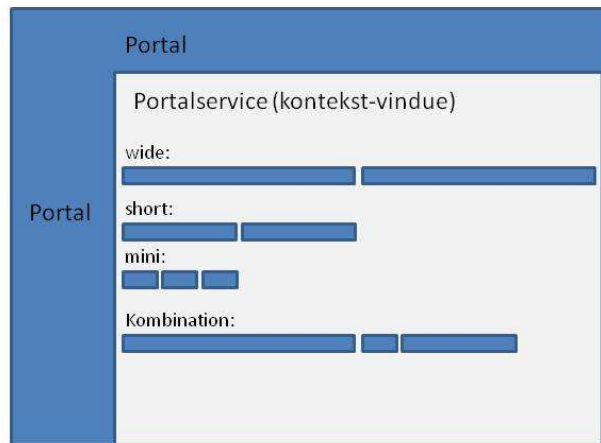 Portal
Portalservice (kontekst-vindue)
wide:
Portal
short:
mini:
Kombination: